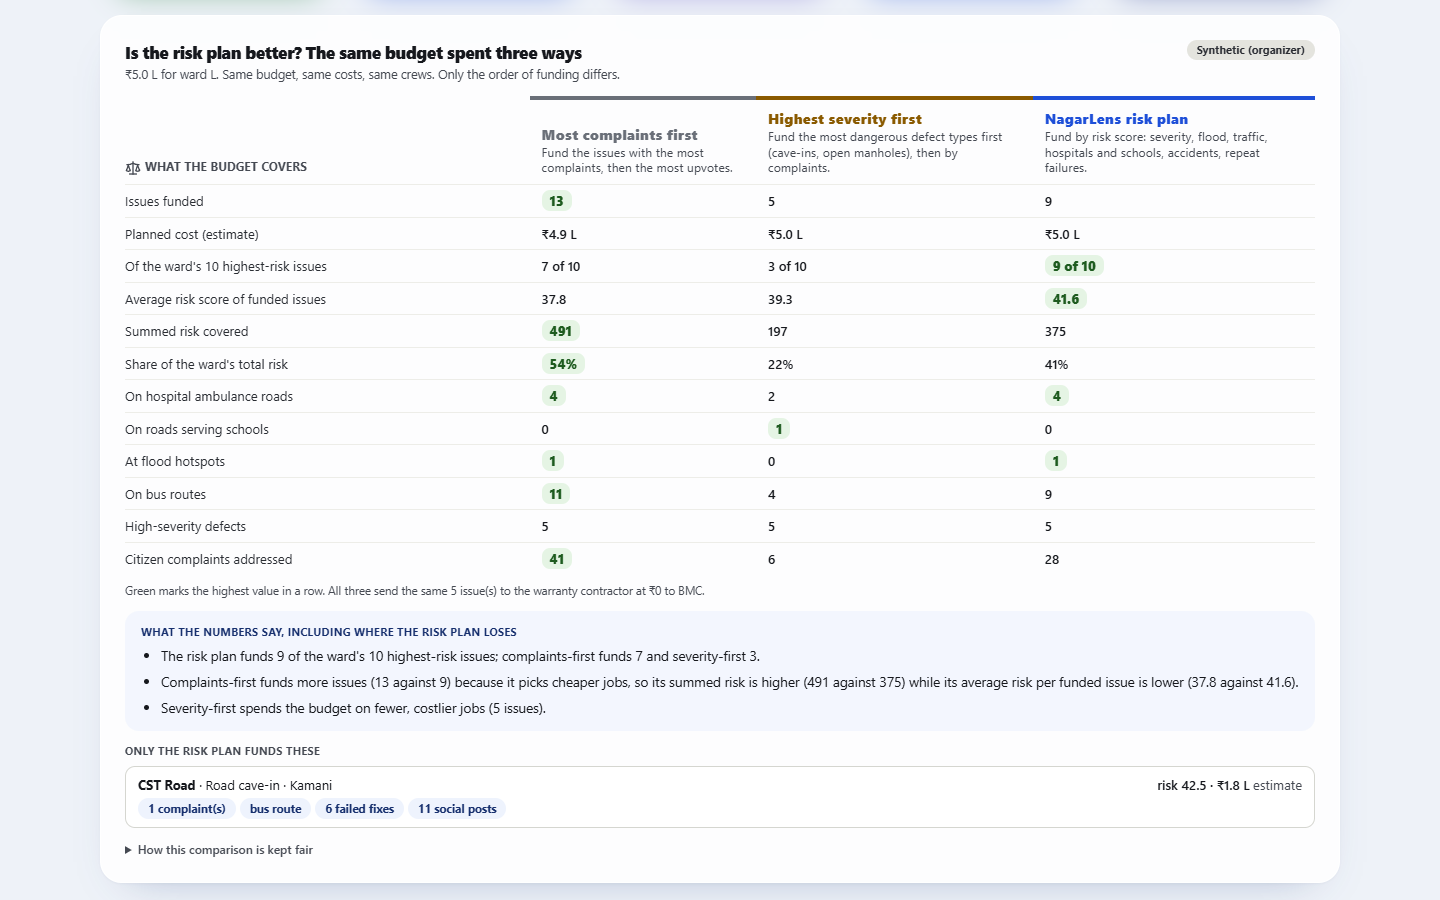 Is the risk plan better? The same budget spent three ways
Synthetic (organizer)
₹5.0 L for ward L. Same budget, same costs, same crews. Only the order of funding differs.
WHAT THE BUDGET COVERS
Most complaints first
Fund the issues with the most
complaints, then the most upvotes.
Highest severity first
Fund the most dangerous defect types first
(cave-ins, open manholes), then by
complaints.
NagarLens risk plan
Fund by risk score: severity, flood, traffic,
hospitals and schools, accidents, repeat
failures.
Issues funded 13 5 9
Planned cost (estimate) ₹4.9 L ₹5.0 L ₹5.0 L
Of the ward's 10 highest-risk issues 7 of 10 3 of 10 9 of 10
Average risk score of funded issues 37.8 39.3 41.6
Summed risk covered 491 197 375
Share of the ward's total risk 54% 22% 41%
On hospital ambulance roads 4 2 4
On roads serving schools 0 1 0
At flood hotspots 1 0 1
On bus routes 11 4 9
High-severity defects 5 5 5
Citizen complaints addressed 41 6 28
Green marks the highest value in a row. All three send the same 5 issue(s) to the warranty contractor at ₹0 to BMC.
WHAT THE NUMBERS SAY, INCLUDING WHERE THE RISK PLAN LOSES
• The risk plan funds 9 of the ward's 10 highest-risk issues; complaints-first funds 7 and severity-first 3.
• Complaints-first funds more issues (13 against 9) because it picks cheaper jobs, so its summed risk is higher (491 against 375) while its average risk per funded issue is lower (37.8 against 41.6).
• Severity-first spends the budget on fewer, costlier jobs (5 issues).
ONLY THE RISK PLAN FUNDS THESE
CST Road · Road cave-in · Kamani risk 42.5 · ₹1.8 L estimate
1 complaint(s) bus route 6 failed fixes 11 social posts
▶ How this comparison is kept fair